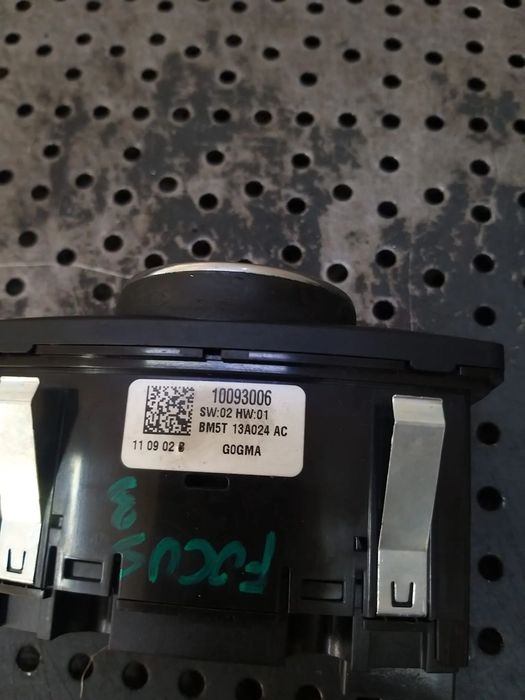 10093006
SW:02 HW:01
BM5T 13A024 AC
11 09 02
G0GMA
FOCUS 3